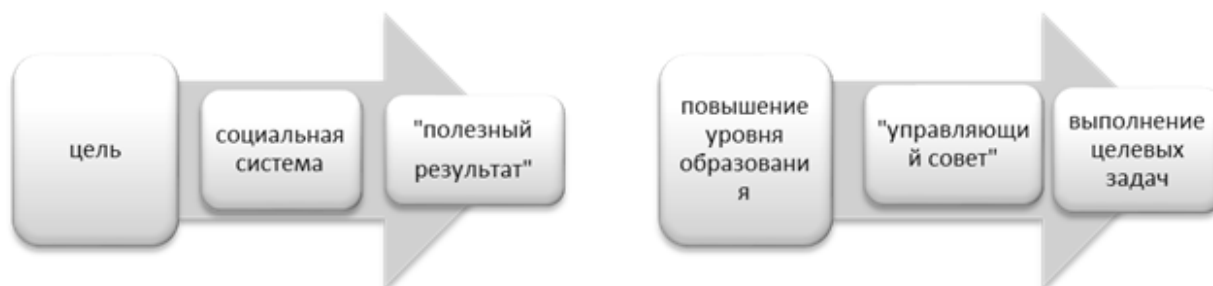 цель
социальная
система
"полезный
результат"
повышение
уровня
образовани
я
"управляющи
й совет"
выполнение
целевых
задач